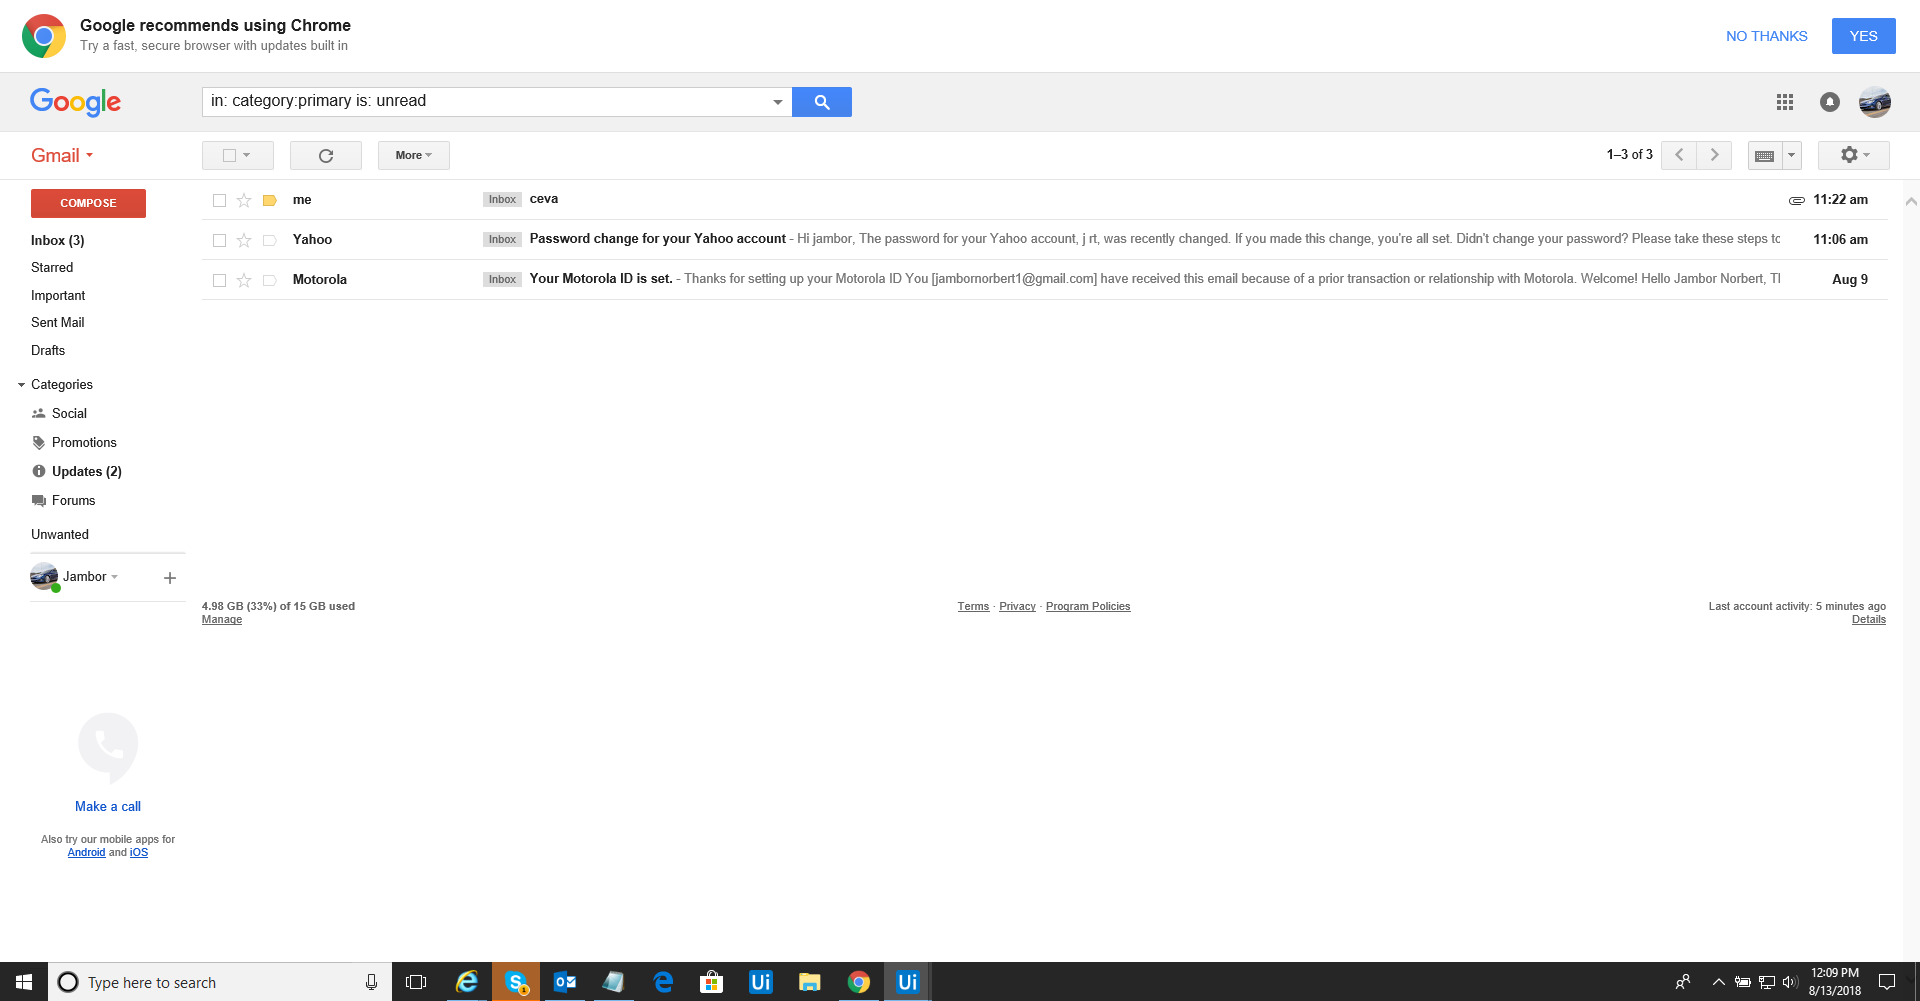 Google recommends using Chrome
Try a fast, secure browser with updates built in
NO THANKS
YES
Google
in: category:primary is: unread
Gmail
More
1–3 of 3
COMPOSE
me
Inbox
ceva
11:22 am
Inbox (3)
Yahoo
Inbox
Password change for your Yahoo account - Hi jambor, The password for your Yahoo account, j rt, was recently changed. If you made this change, you're all set. Didn't change your password? Please take these steps to
11:06 am
Starred
Motorola
Inbox
Your Motorola ID is set. - Thanks for setting up your Motorola ID You [jambornorbert1@gmail.com] have received this email because of a prior transaction or relationship with Motorola. Welcome! Hello Jambor Norbert, Tl
Aug 9
Important
Sent Mail
Drafts
Categories
Social
Promotions
Updates (2)
Forums
Unwanted
Jambor
4.98 GB (33%) of 15 GB used
Manage
Terms · Privacy · Program Policies
Last account activity: 5 minutes ago
Details
Make a call
Also try our mobile apps for
Android and iOS
Type here to search
S
1
Ui
Ui
12:09 PM
8/13/2018